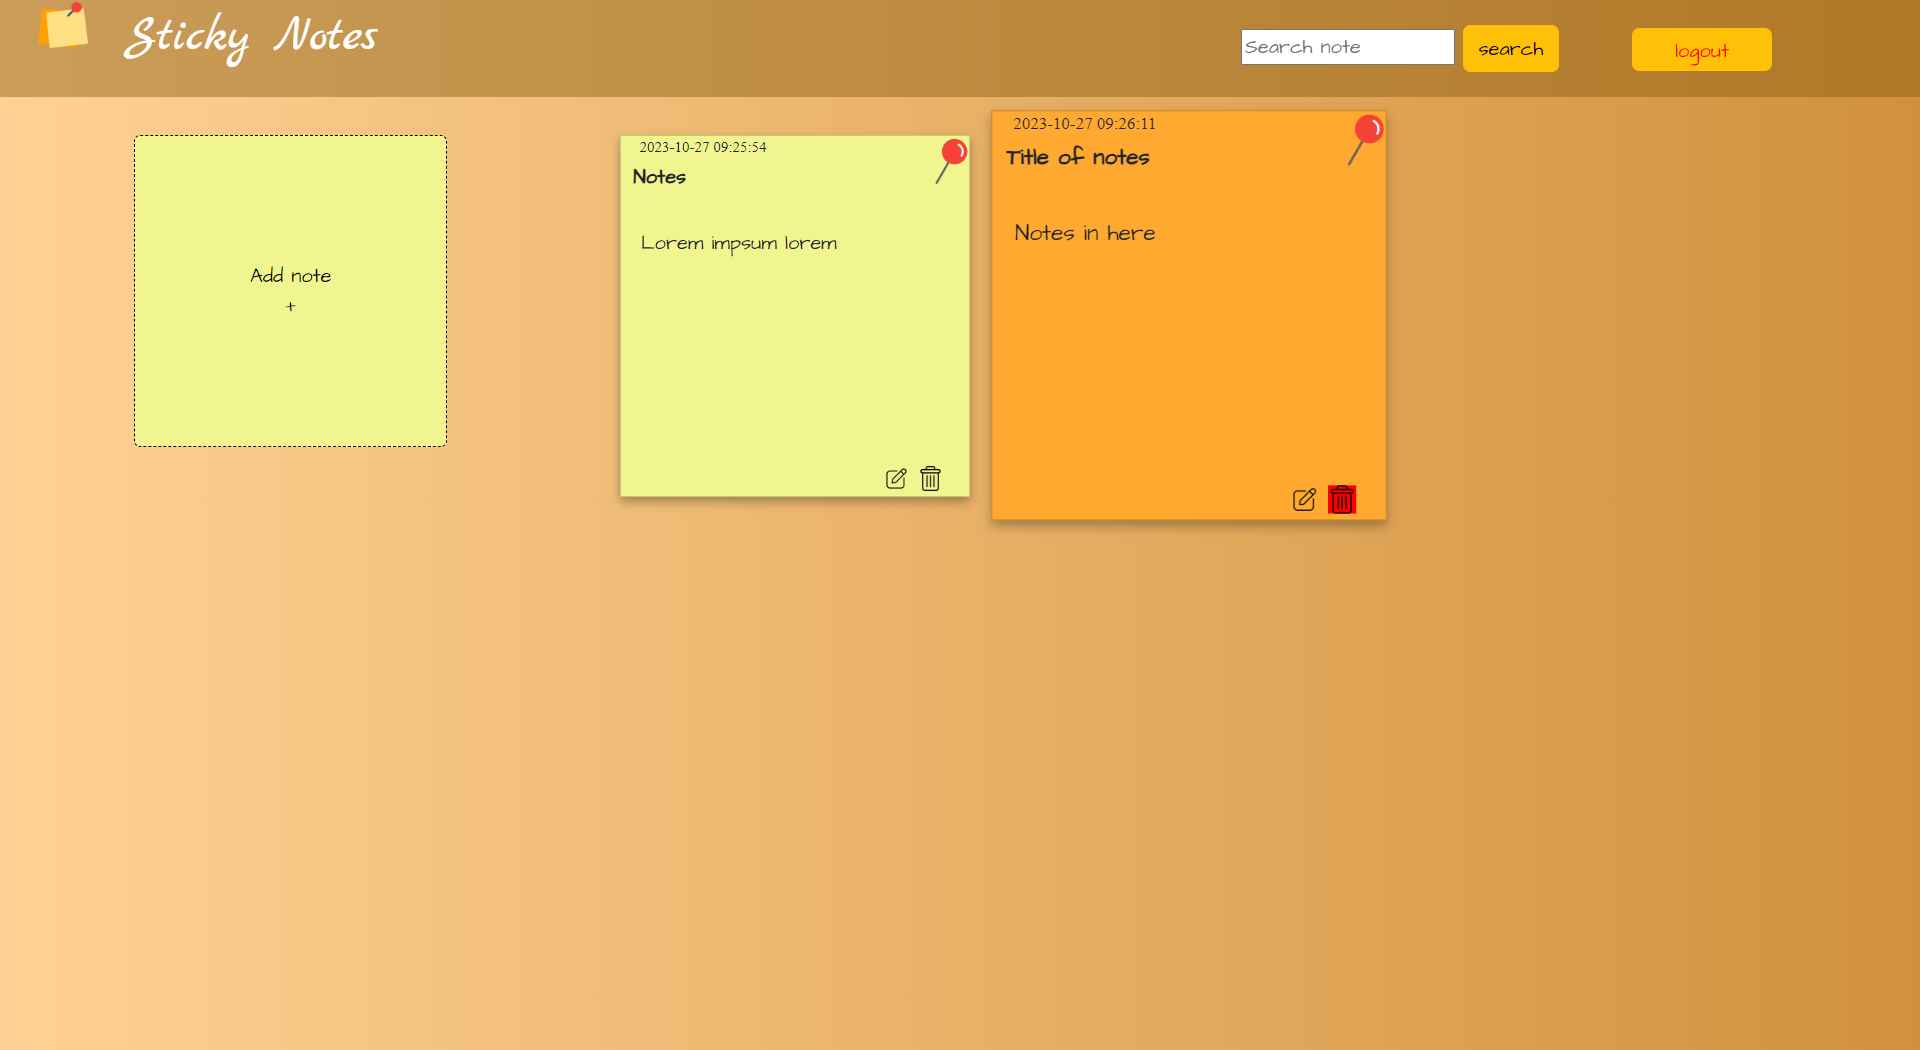 Sticky Notes
Search note
search
logout
Add note
+
2023-10-27 09:25:54
Notes
Lorem impsum lorem
2023-10-27 09:26:11
Title of notes
Notes in here